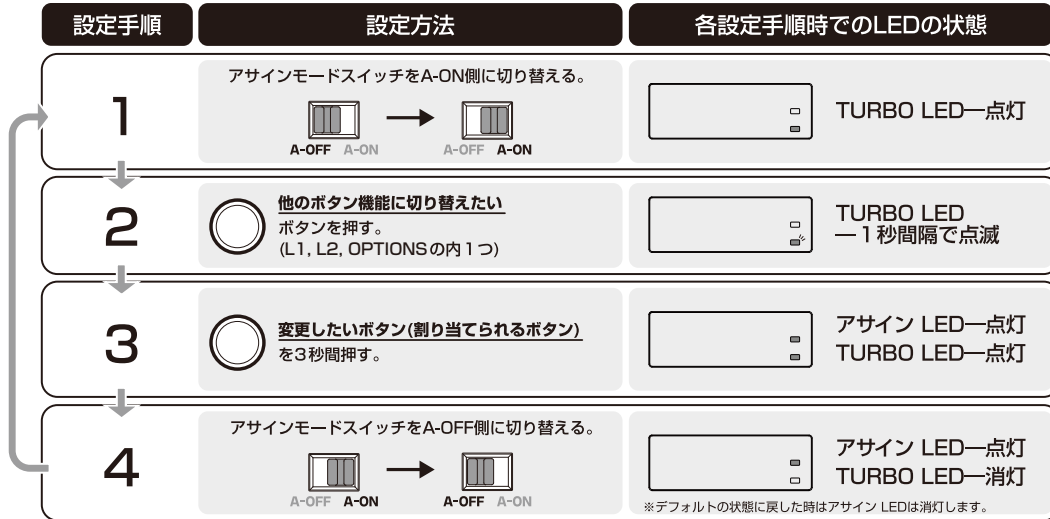 設定手順
設定方法
各設定手順時でのLEDの状態
1
アサインモードスイッチをA-ON側に切り替える。
A-OFF A-ON
A-OFF A-ON
TURBO LED―点灯
2
他のボタン機能に切り替えたい
ボタンを押す。
(L1, L2, OPTIONSの内1つ)
TURBO LED
―1秒間隔で点滅
3
変更したいボタン(割り当てられるボタン)
を3秒間押す。
アサイン LED―点灯
TURBO LED―点灯
4
アサインモードスイッチをA-OFF側に切り替える。
A-OFF A-ON
A-OFF A-ON
アサイン LED―点灯
TURBO LED―消灯
※デフォルトの状態に戻した時はアサイン LEDは消灯します。